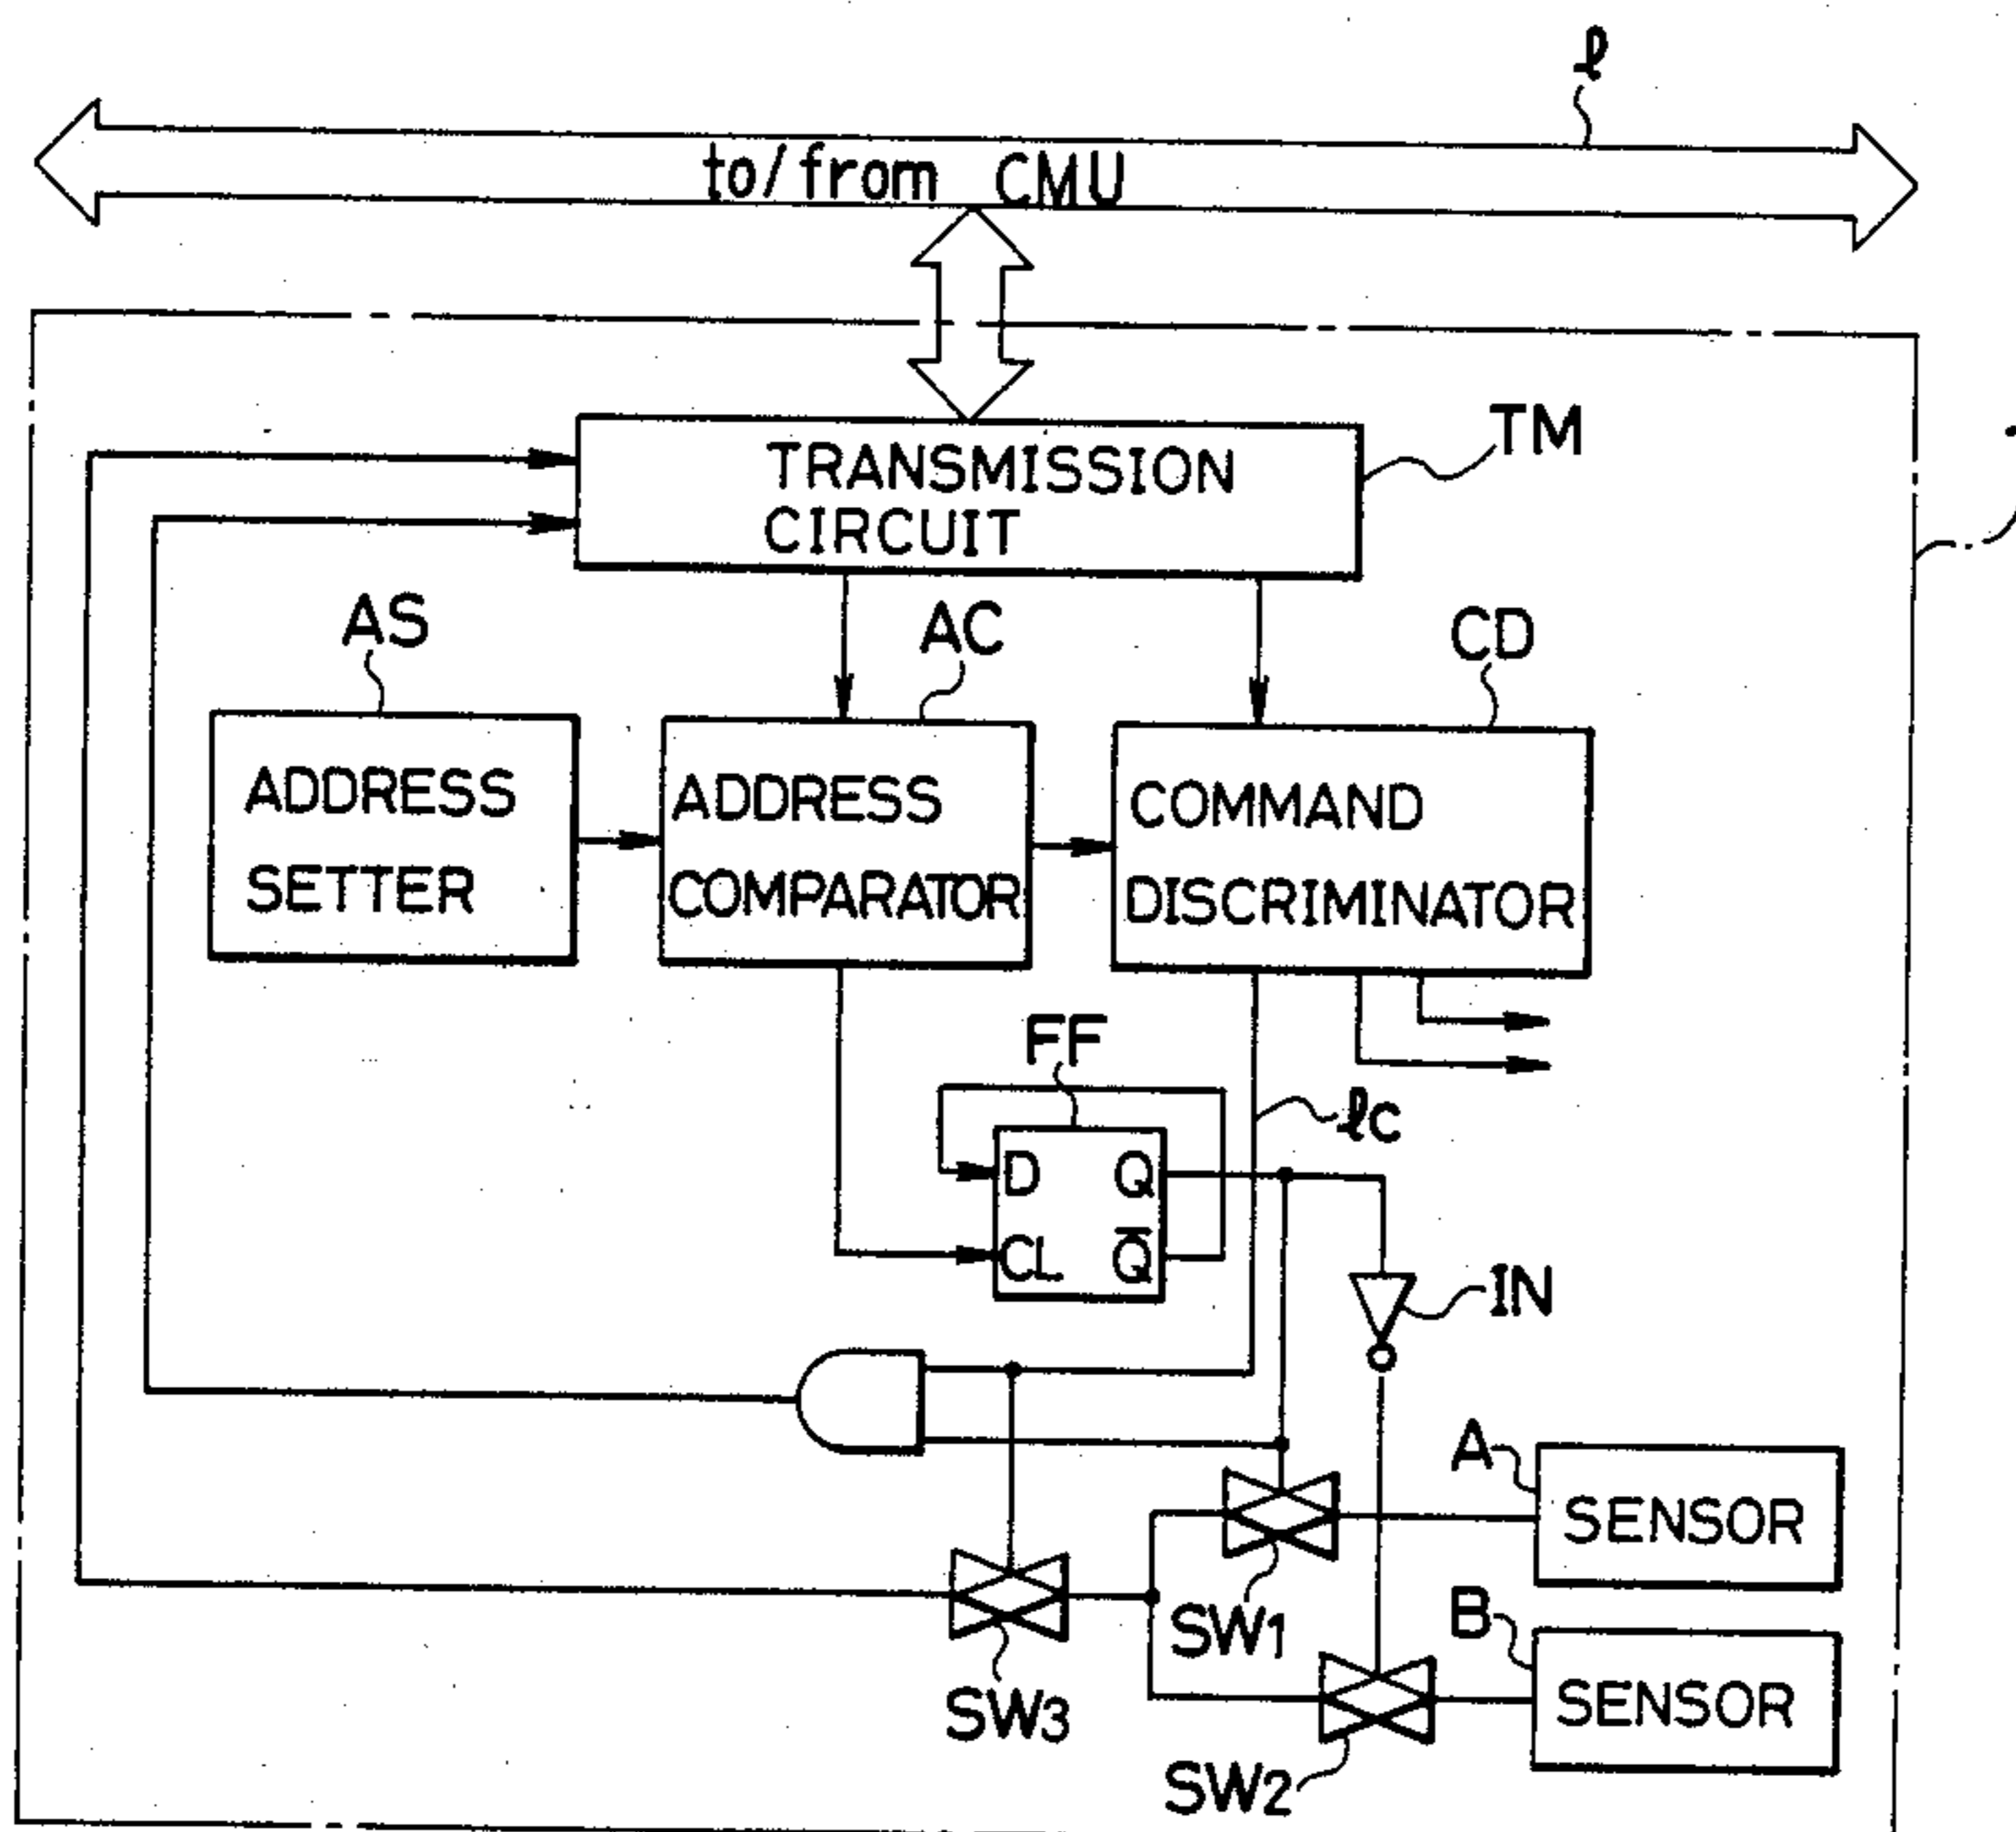 ℓ
to/from CMU
TRANSMISSION
CIRCUIT
TM
AS
AC
CD
ADDRESS
SETTER
ADDRESS
COMPARATOR
COMMAND
DISCRIMINATOR
FF
ℓc
D Q
CL Q̅
IN
A
SENSOR
SW1
B
SENSOR
SW3
SW2